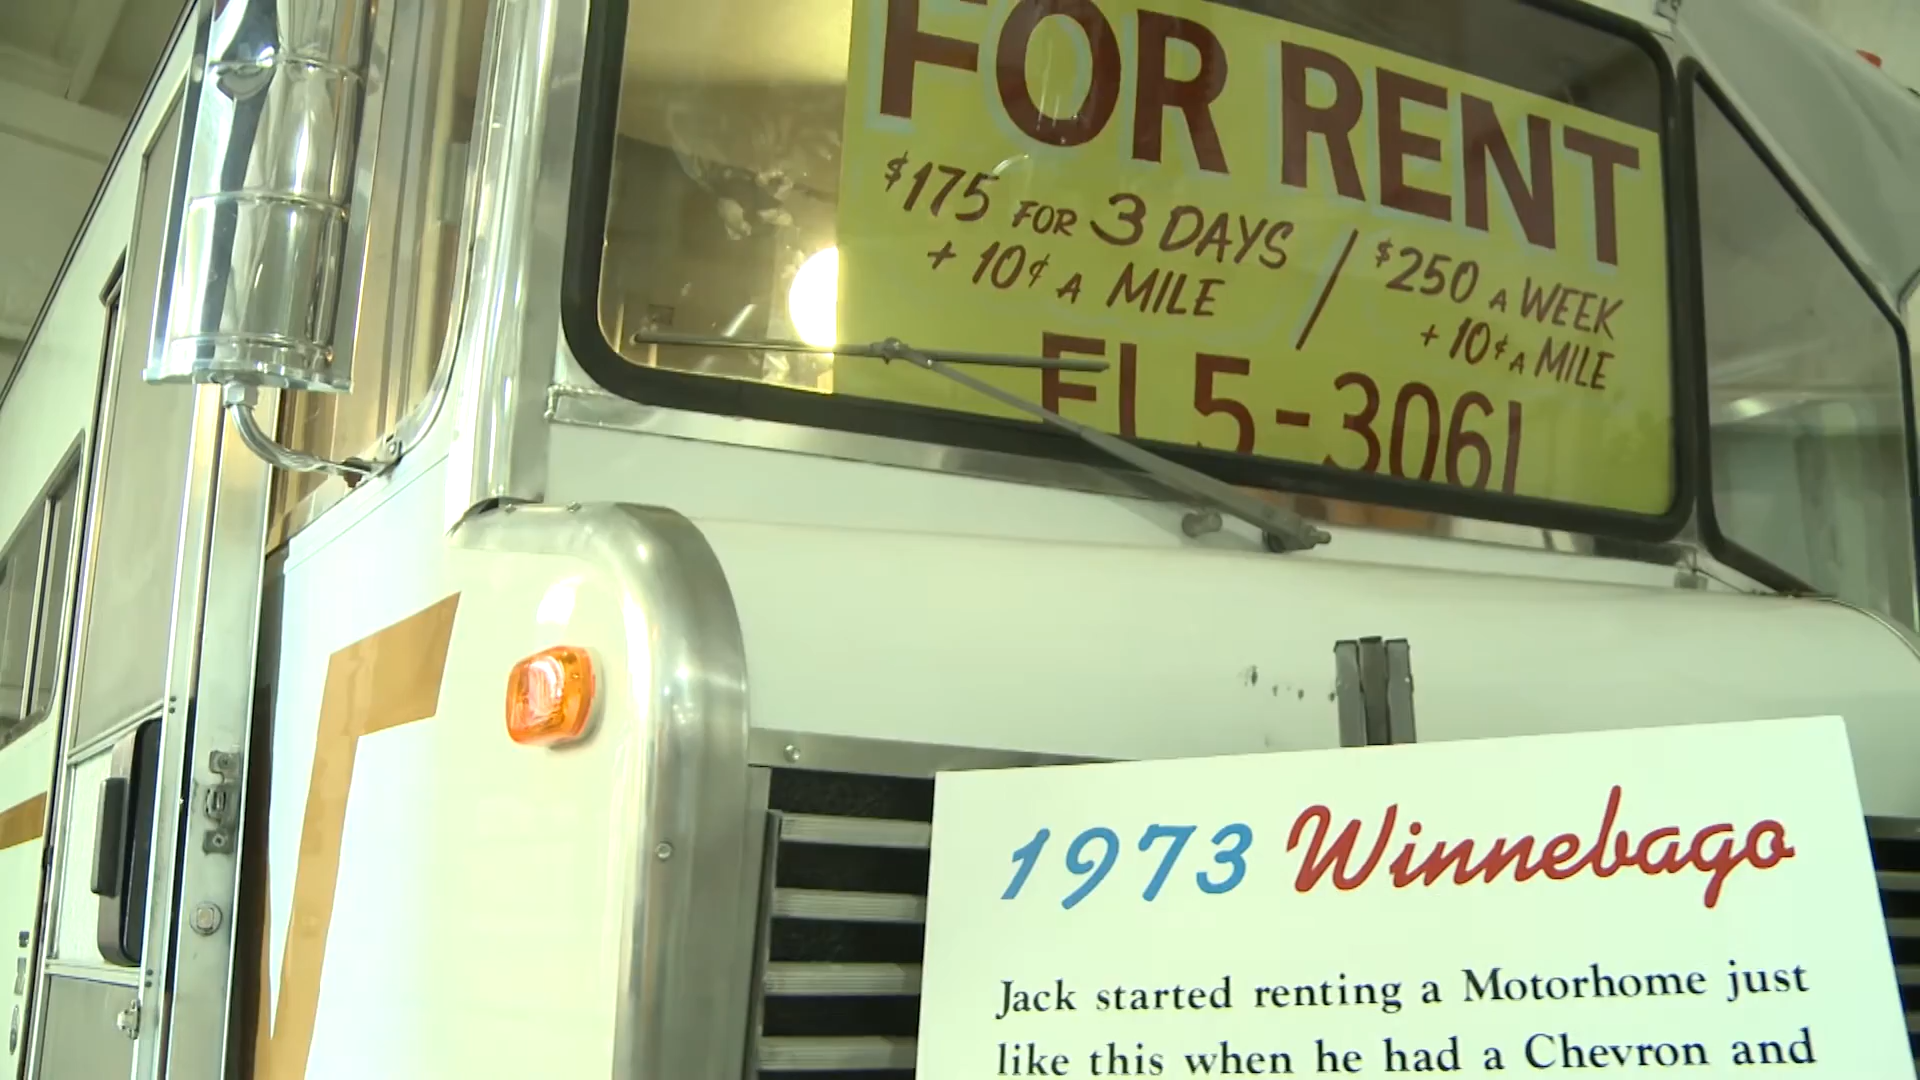 FOR RENT
$175 FOR 3 DAYS / $250 A WEEK
+ 10¢ A MILE + 10¢ A MILE
EL5-3061
1973 Winnebago
Jack started renting a Motorhome just
like this when he had a Chevron and